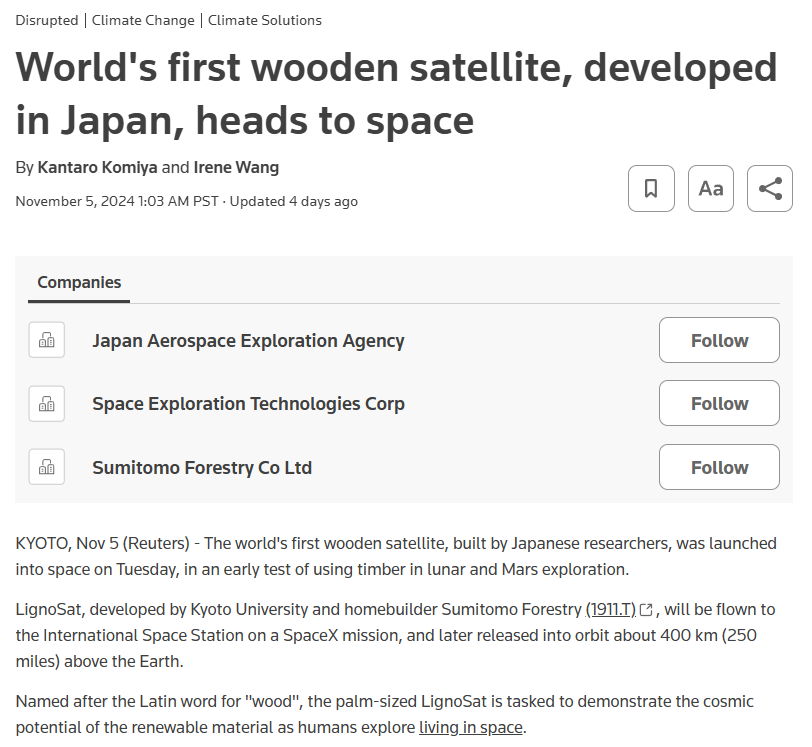 Disrupted | Climate Change | Climate Solutions
World's first wooden satellite, developed
in Japan, heads to space
By Kantaro Komiya and Irene Wang
November 5, 2024 1:03 AM PST · Updated 4 days ago
Aa
Companies
Japan Aerospace Exploration Agency
Follow
Space Exploration Technologies Corp
Follow
Sumitomo Forestry Co Ltd
Follow
KYOTO, Nov 5 (Reuters) - The world's first wooden satellite, built by Japanese researchers, was launched
into space on Tuesday, in an early test of using timber in lunar and Mars exploration.
LignoSat, developed by Kyoto University and homebuilder Sumitomo Forestry (1911.T) , will be flown to
the International Space Station on a SpaceX mission, and later released into orbit about 400 km (250
miles) above the Earth.
Named after the Latin word for "wood", the palm-sized LignoSat is tasked to demonstrate the cosmic
potential of the renewable material as humans explore living in space.